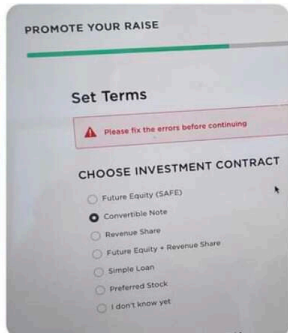 PROMOTE YOUR RAISE
Set Terms
Please fix the errors before continuing
CHOOSE INVESTMENT CONTRACT
Future Equity (SAFE)
Convertible Note
Revenue Share
Future Equity + Revenue Share
Simple Loan
Preferred Stock
I don't know yet